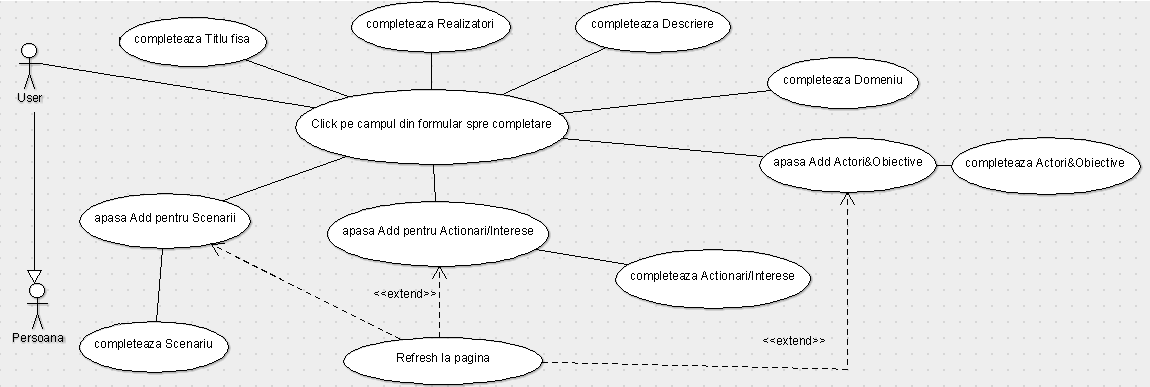 completeaza Realizatori
completeaza Descriere
completeaza Titlu fisa
completeaza Domeniu
User
Click pe campul din formular spre completare
apasa Add Actori&Obiective
completeaza Actori&Obiective
apasa Add pentru Scenarii
apasa Add pentru Actionari/Interese
completeaza Actionari/Interese
<<extend>>
Persoana
completeaza Scenariu
<<extend>>
Refresh la pagina